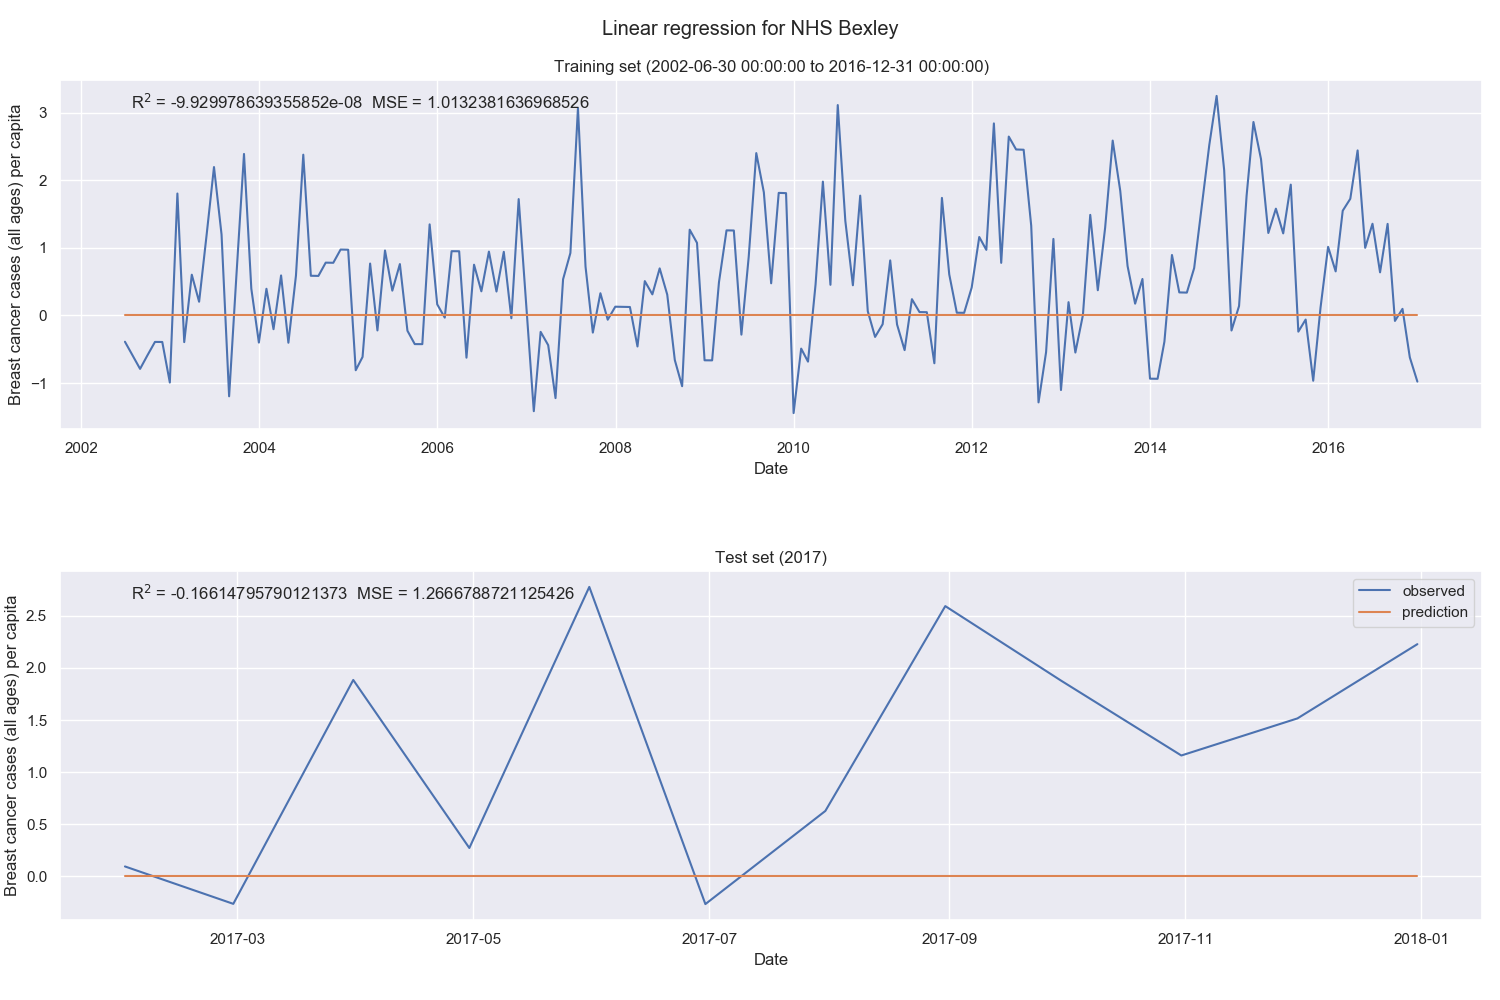 Linear regression for NHS Bexley
Training set (2002-06-30 00:00:00 to 2016-12-31 00:00:00)
R² = -9.929978639355852e-08 MSE = 1.0132381636968526
Breast cancer cases (all ages) per capita
3
2
1
0
−1
2002 2004 2006 2008 2010 2012 2014 2016
Date
Test set (2017)
R² = -0.16614795790121373 MSE = 1.2666788721125426
observed
prediction
Breast cancer cases (all ages) per capita
2.5
2.0
1.5
1.0
0.5
0.0
2017-03 2017-05 2017-07 2017-09 2017-11 2018-01
Date